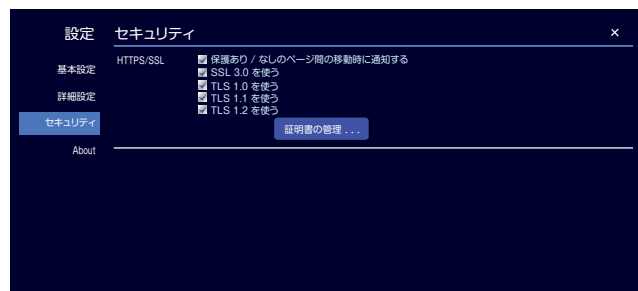 設定
セキュリティ
×
基本設定
詳細設定
セキュリティ
About
HTTPS/SSL
保護あり / なしのページ間の移動時に通知する
SSL 3.0 を使う
TLS 1.0 を使う
TLS 1.1 を使う
TLS 1.2 を使う
証明書の管理 . . .